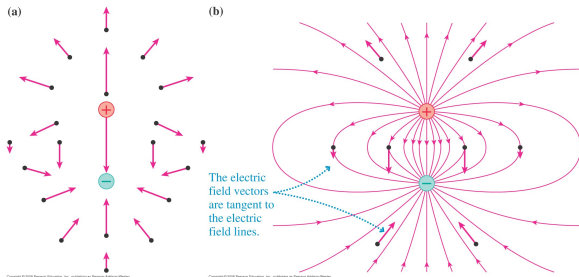 (a)
(b)
+
−
+
−
The electric
field vectors
are tangent to
the electric
field lines.